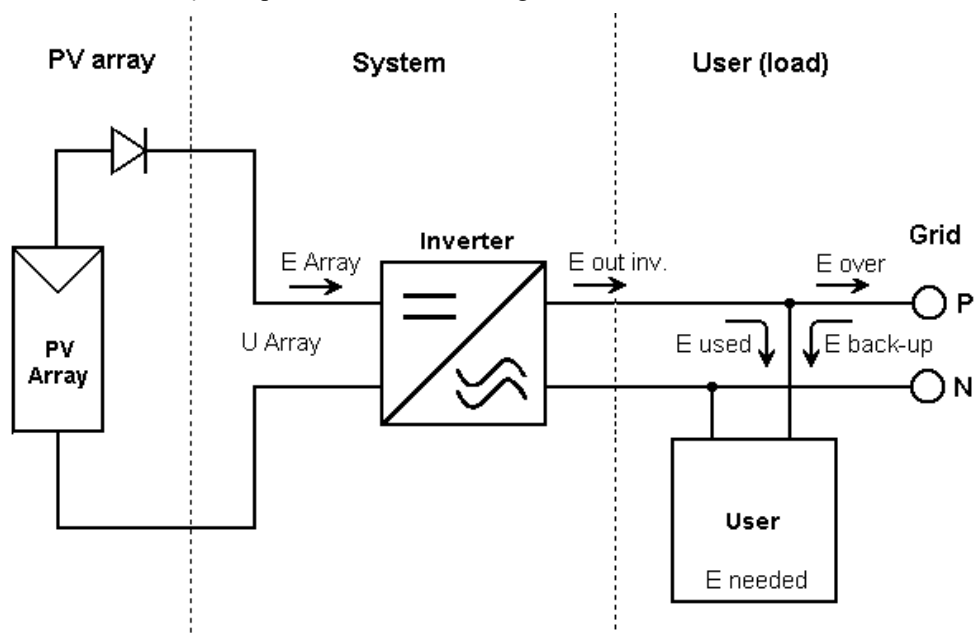 PV array
System
User (load)
Inverter
Grid
E Array
E out inv.
E over
P
U Array
E used
E back-up
PV
Array
N
User
E needed